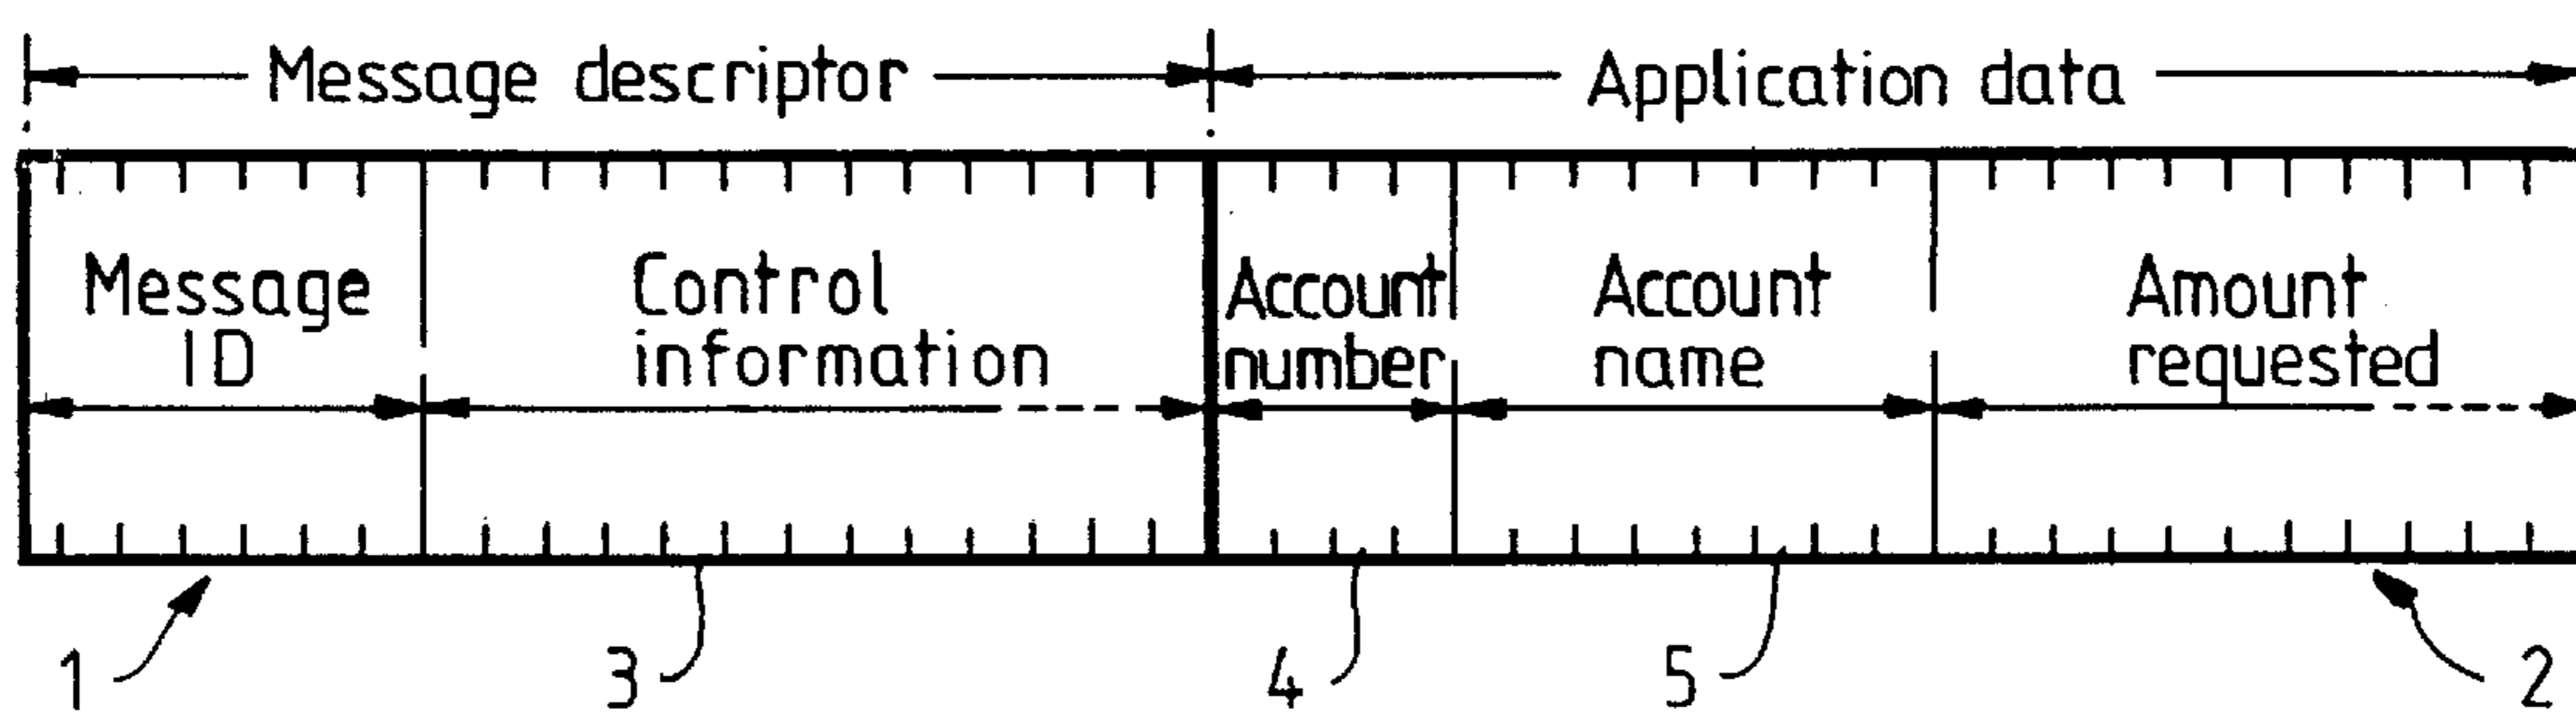 Message descriptor
Application data
Message
ID
Control
information
Account
number
Account
name
Amount
requested
1
3
4
5
2